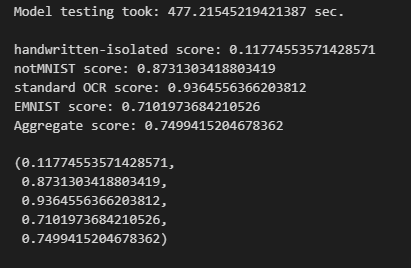 Model testing took: 477.21545219421387 sec.
handwritten-isolated score: 0.11774553571428571
notMNIST score: 0.8731303418803419
standard OCR score: 0.9364556366203812
EMNIST score: 0.7101973684210526
Aggregate score: 0.7499415204678362
(0.11774553571428571,
0.8731303418803419,
0.9364556366203812,
0.7101973684210526,
0.7499415204678362)